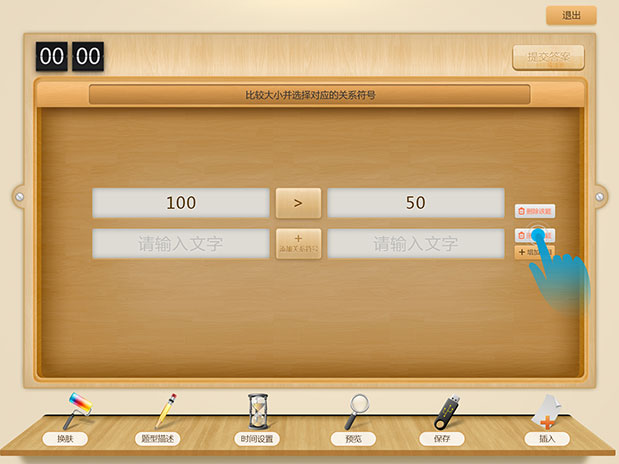 退出
00 00
提交答案
比较大小并选择对应的关系符号
100 > 50
删除该题
请输入文字
+
添加关系符号
请输入文字
换肤
题型描述
时间设置
预览
保存
插入